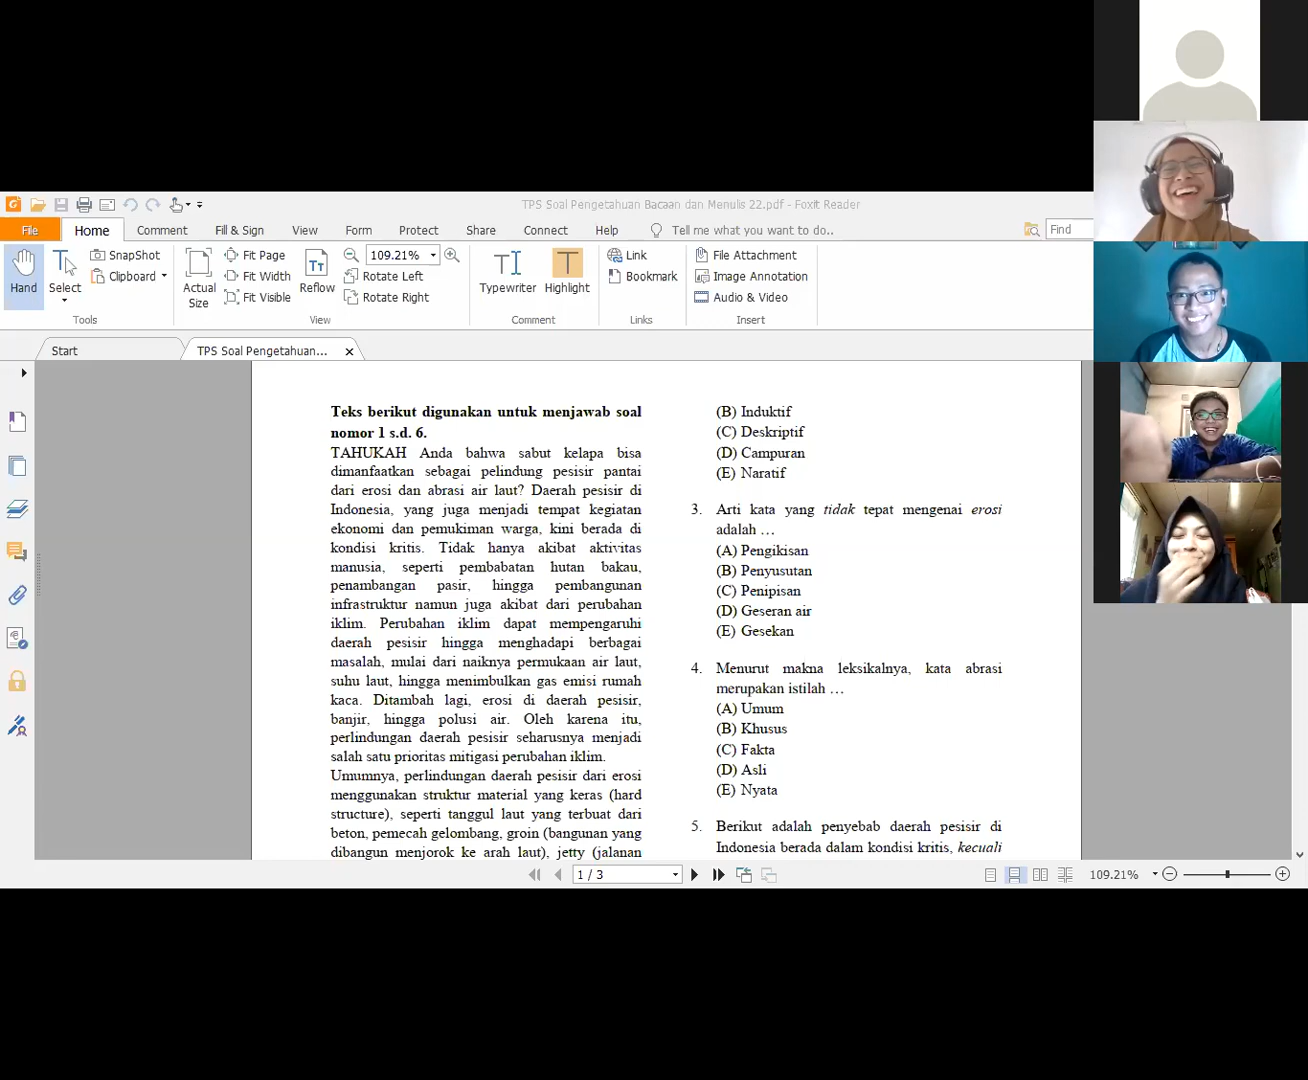 TPS Soal Pengetahuan Bacaan dan Menulis 22.pdf - Foxit Reader
File Home Comment Fill & Sign View Form Protect Share Connect Help Tell me what you want to do.. Find
Hand
Select
SnapShot
Clipboard
Tools
Actual
Size
Fit Page
Fit Width
Fit Visible
Reflow
109.21%
Rotate Left
Rotate Right
View
Typewriter
Highlight
Comment
Link
Bookmark
Links
File Attachment
Image Annotation
Audio & Video
Insert
Start
TPS Soal Pengetahuan...
Teks berikut digunakan untuk menjawab soal
nomor 1 s.d. 6.
TAHUKAH Anda bahwa sabut kelapa bisa
dimanfaatkan sebagai pelindung pesisir pantai
dari erosi dan abrasi air laut? Daerah pesisir di
Indonesia, yang juga menjadi tempat kegiatan
ekonomi dan pemukiman warga, kini berada di
kondisi kritis. Tidak hanya akibat aktivitas
manusia, seperti pembabatan hutan bakau,
penambangan pasir, hingga pembangunan
infrastruktur namun juga akibat dari perubahan
iklim. Perubahan iklim dapat mempengaruhi
daerah pesisir hingga menghadapi berbagai
masalah, mulai dari naiknya permukaan air laut,
suhu laut, hingga menimbulkan gas emisi rumah
kaca. Ditambah lagi, erosi di daerah pesisir,
banjir, hingga polusi air. Oleh karena itu,
perlindungan daerah pesisir seharusnya menjadi
salah satu prioritas mitigasi perubahan iklim.
Umumnya, perlindungan daerah pesisir dari erosi
menggunakan struktur material yang keras (hard
structure), seperti tanggul laut yang terbuat dari
beton, pemecah gelombang, groin (bangunan yang
dibangun menjorok ke arah laut), jetty (jalanan
(B) Induktif
(C) Deskriptif
(D) Campuran
(E) Naratif
3. Arti kata yang tidak tepat mengenai erosi
adalah …
(A) Pengikisan
(B) Penyusutan
(C) Penipisan
(D) Geseran air
(E) Gesekan
4. Menurut makna leksikalnya, kata abrasi
merupakan istilah …
(A) Umum
(B) Khusus
(C) Fakta
(D) Asli
(E) Nyata
5. Berikut adalah penyebab daerah pesisir di
Indonesia berada dalam kondisi kritis, kecuali
1 / 3
109.21%